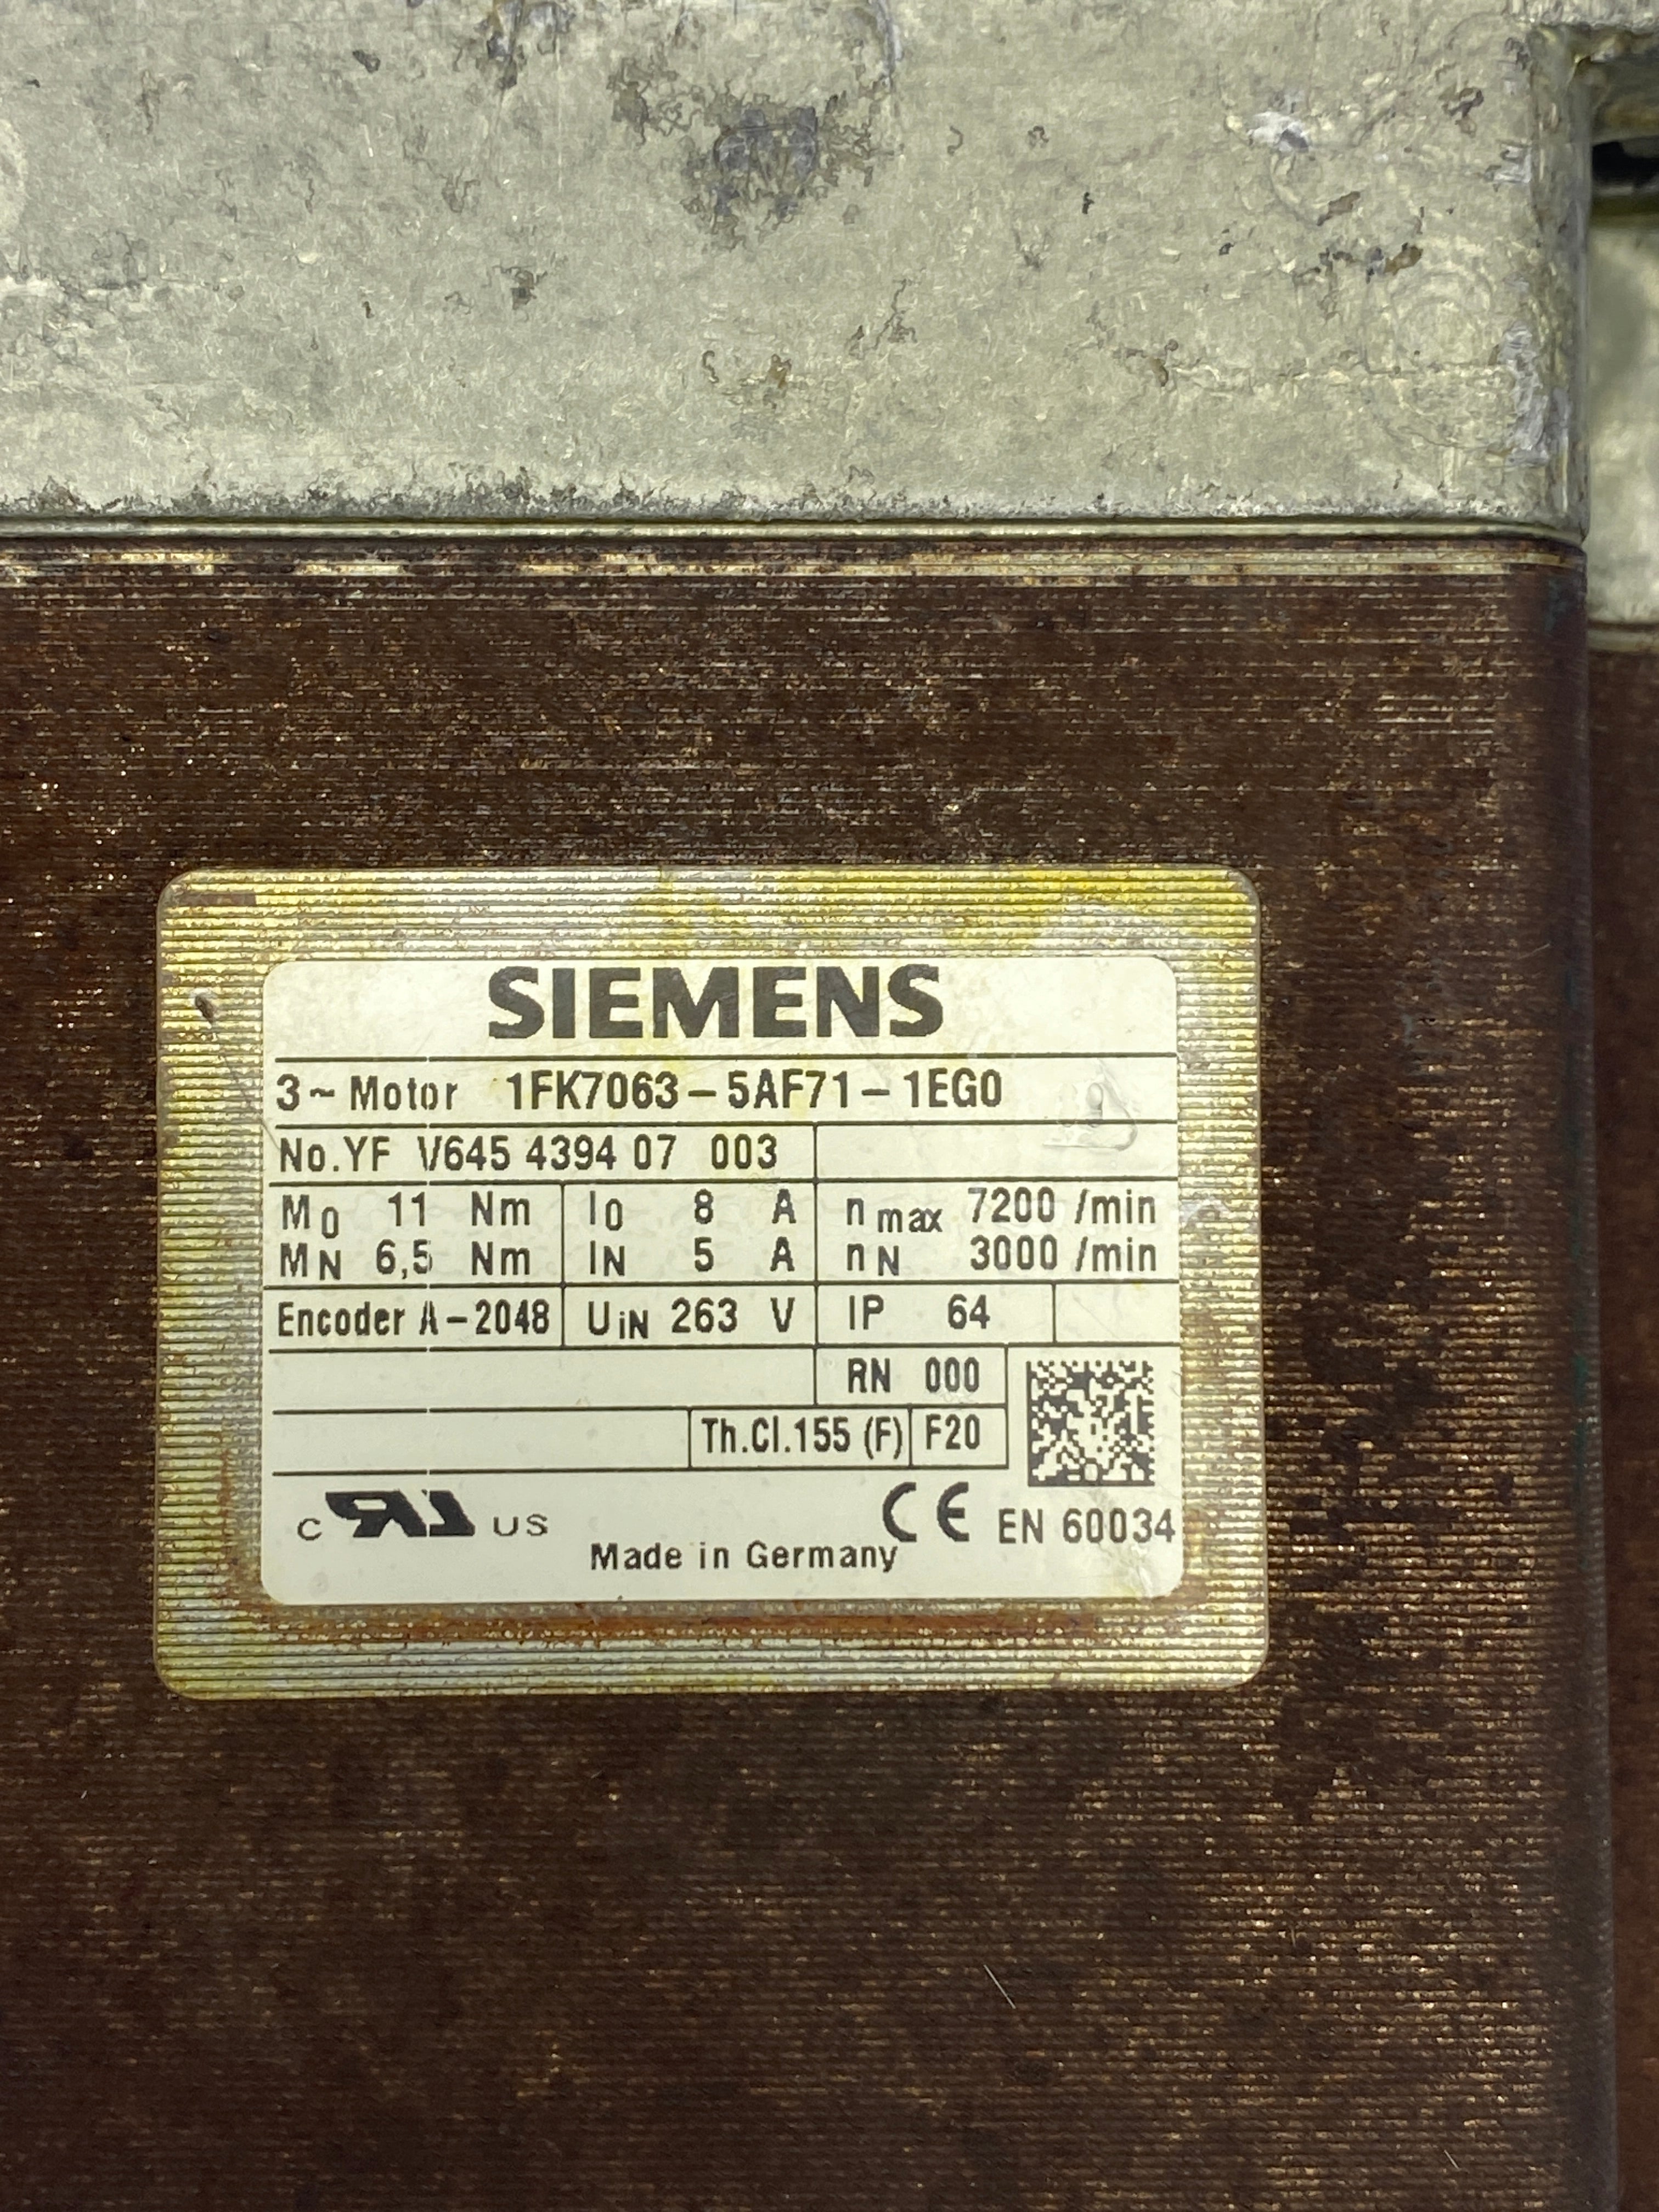 SIEMENS
3~Motor 1FK7063-5AF71-1EG0
No.YF V645 4394 07 003
M0 11 Nm I0 8 A nmax 7200 /min
MN 6,5 Nm IN 5 A nN 3000 /min
Encoder A-2048 UiN 263 V IP 64
RN 000
Th.Cl.155 (F) F20
c RU US CE EN 60034
Made in Germany